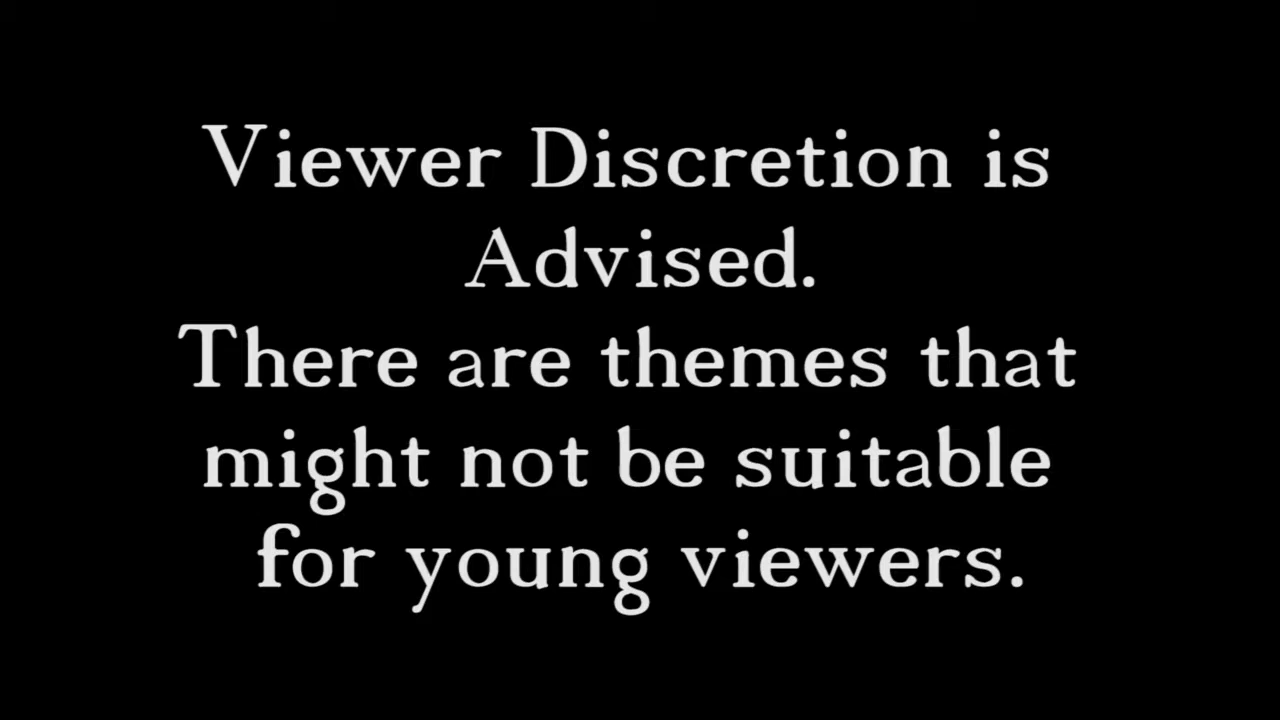 Viewer Discretion is
Advised.
There are themes that
might not be suitable
for young viewers.